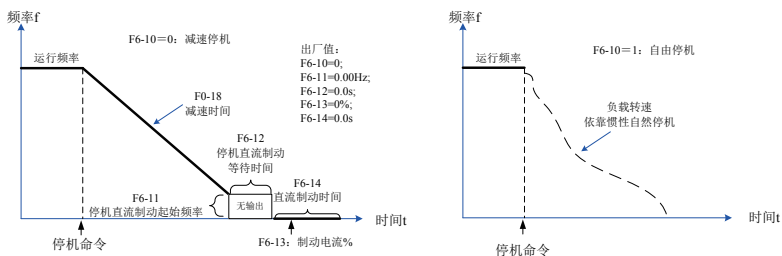 频率f
F6-10=0：减速停机
运行频率
出厂值：
F6-10=0;
F6-11=0.00Hz;
F6-12=0.0s;
F6-13=0%;
F6-14=0.0s
F0-18
减速时间
F6-12
停机直流制动
等待时间
F6-11
停机直流制动起始频率
无输出
F6-14
直流制动时间
时间t
停机命令
F6-13：制动电流%
频率f
F6-10=1：自由停机
运行频率
负载转速
依靠惯性自然停机
时间t
停机命令